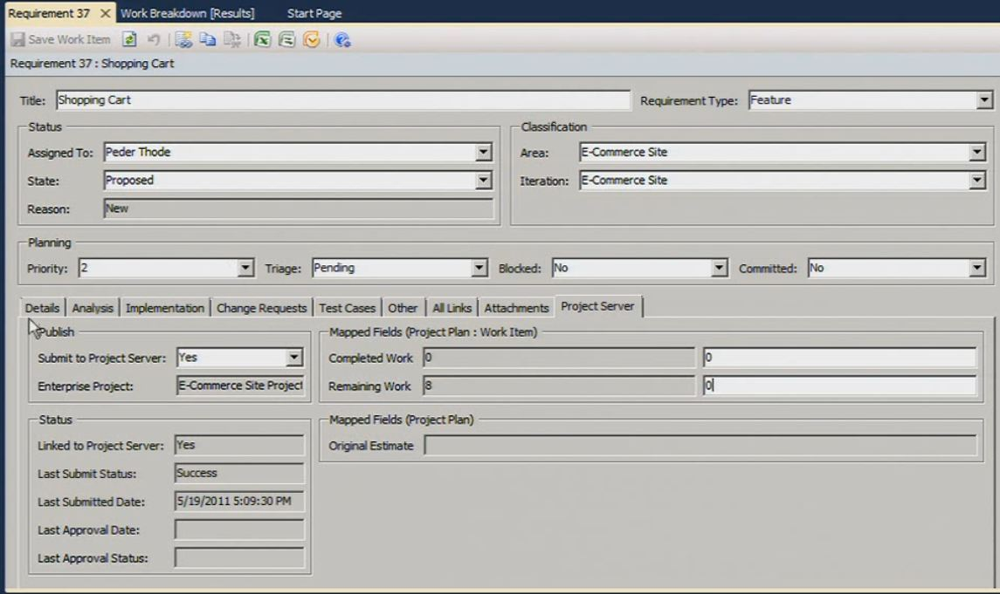 Requirement 37 X Work Breakdown [Results] Start Page
Save Work Item
Requirement 37 : Shopping Cart
Title: Shopping Cart Requirement Type: Feature
Status Classification
Assigned To: Peder Thode Area: E-Commerce Site
State: Proposed Iteration: E-Commerce Site
Reason: New
Planning
Priority: 2 Triage: Pending Blocked: No Committed: No
Details Analysis Implementation Change Requests Test Cases Other All Links Attachments Project Server
Publish Mapped Fields (Project Plan : Work Item)
Submit to Project Server: Yes Completed Work 0 0
Enterprise Project: E-Commerce Site Project Remaining Work 8 0
Status Mapped Fields (Project Plan)
Linked to Project Server: Yes Original Estimate
Last Submit Status: Success
Last Submitted Date: 5/19/2011 5:09:30 PM
Last Approval Date:
Last Approval Status: